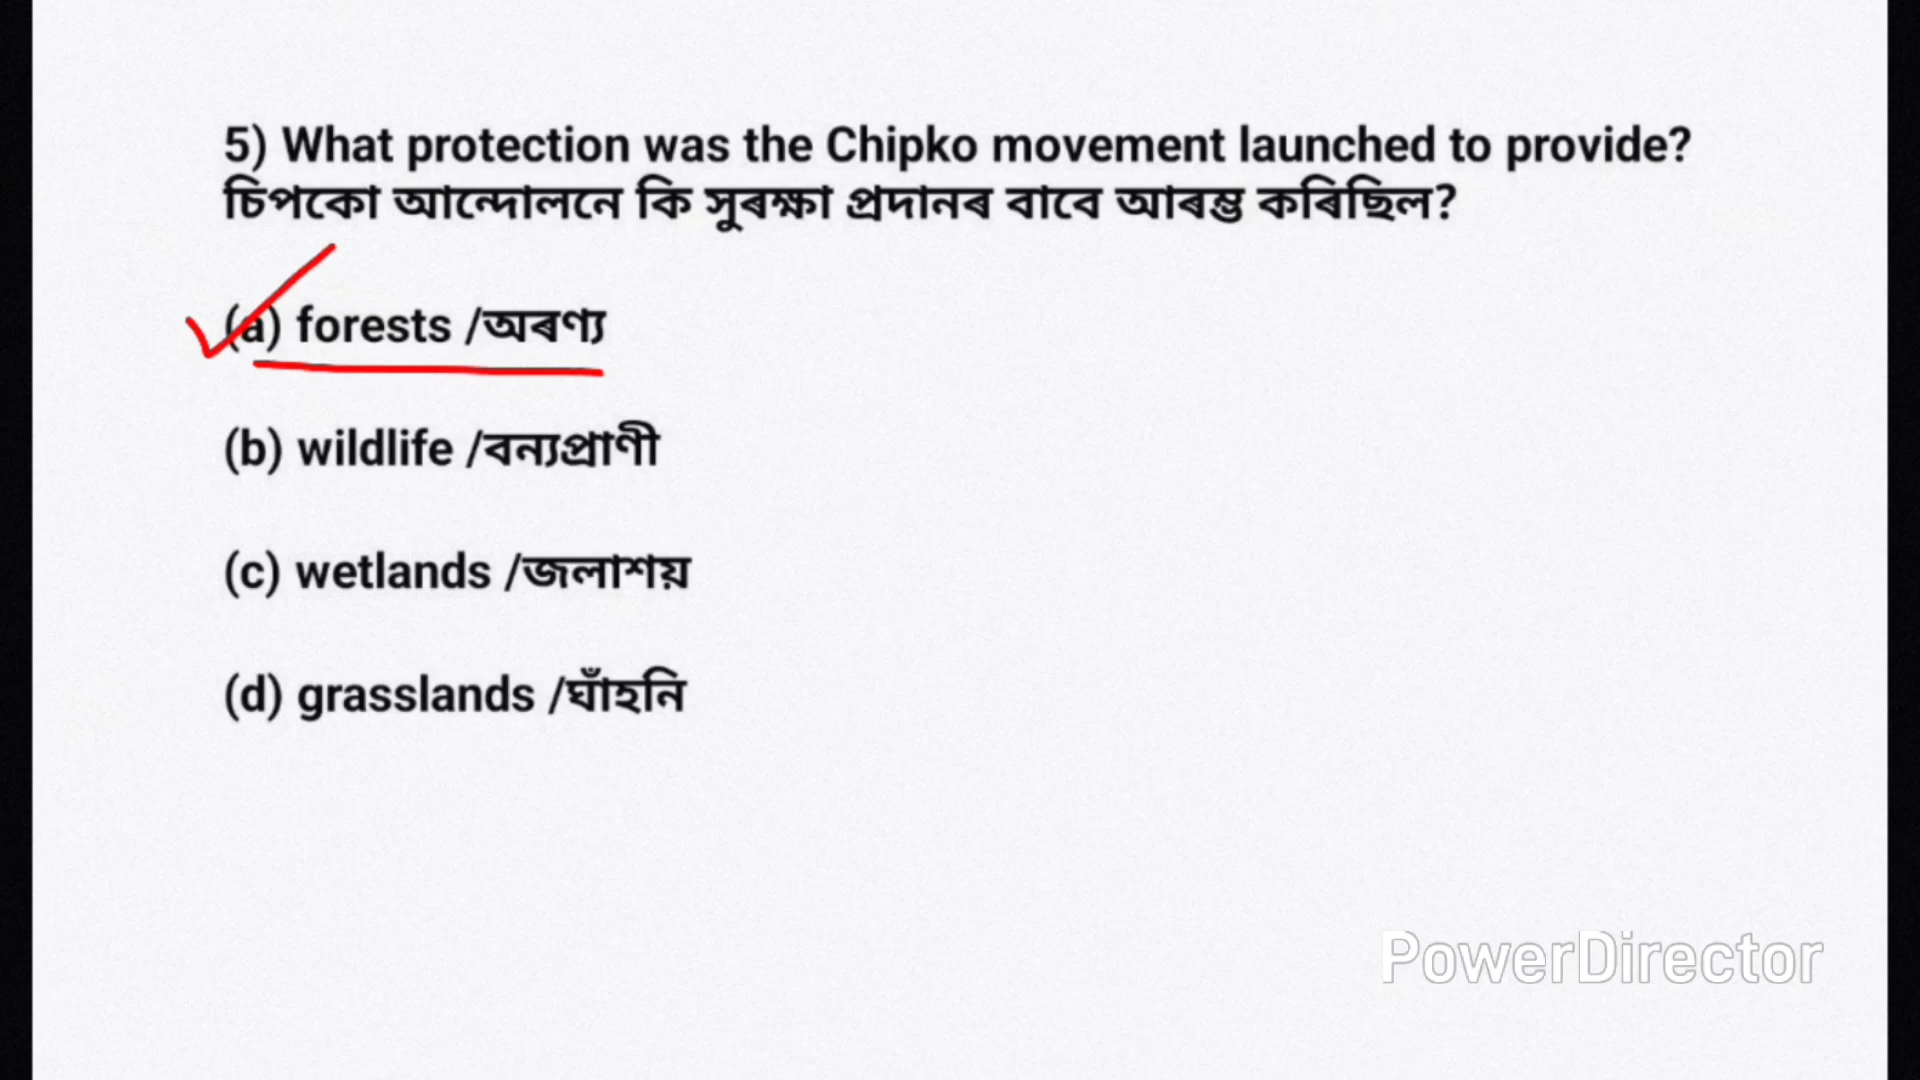 5) What protection was the Chipko movement launched to provide?
চিপকো আন্দোলনে কি সুৰক্ষা প্ৰদানৰ বাবে আৰম্ভ কৰিছিল?
(a) forests /অৰণ্য
(b) wildlife /বন্যপ্ৰাণী
(c) wetlands /জলাশয়
(d) grasslands /ঘাঁহনি
PowerDirector